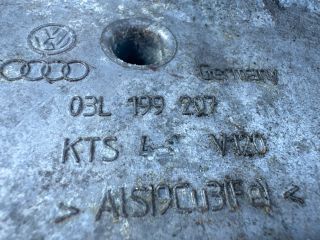 Germany
03L 199 207
KTS V120
> AlSi9Cu3(Fe) <